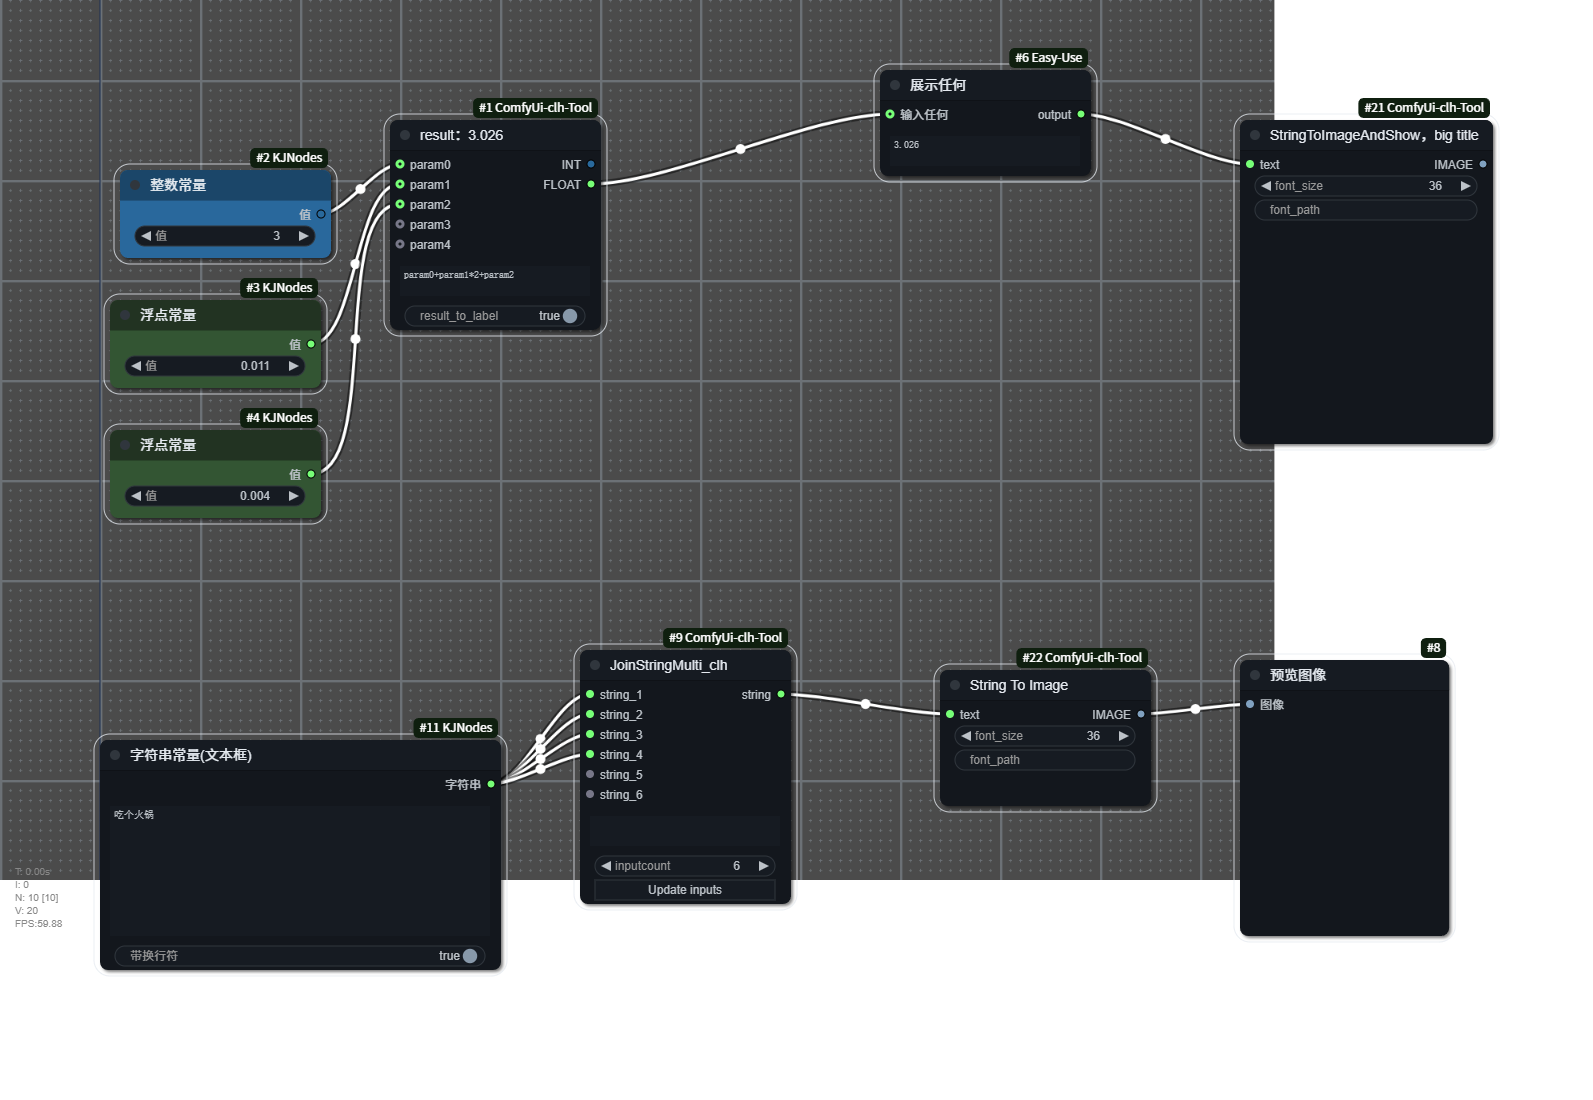 #2 KJNodes
整数常量
值
值 3
#3 KJNodes
浮点常量
值
值 0.011
#4 KJNodes
浮点常量
值
值 0.004
#1 ComfyUi-clh-Tool
result：3.026
param0 INT
param1 FLOAT
param2
param3
param4
param0+param1*2+param2
result_to_label true
#6 Easy-Use
展示任何
输入任何 output
3.026
#21 ComfyUi-clh-Tool
StringToImageAndShow，big title
text IMAGE
font_size 36
font_path
#11 KJNodes
字符串常量(文本框)
字符串
吃个火锅
带换行符 true
#9 ComfyUi-clh-Tool
JoinStringMulti_clh
string_1 string
string_2
string_3
string_4
string_5
string_6
inputcount 6
Update inputs
#22 ComfyUi-clh-Tool
String To Image
text IMAGE
font_size 36
font_path
#8
预览图像
图像
T: 0.00s
I: 0
N: 10 [10]
V: 20
FPS:59.88